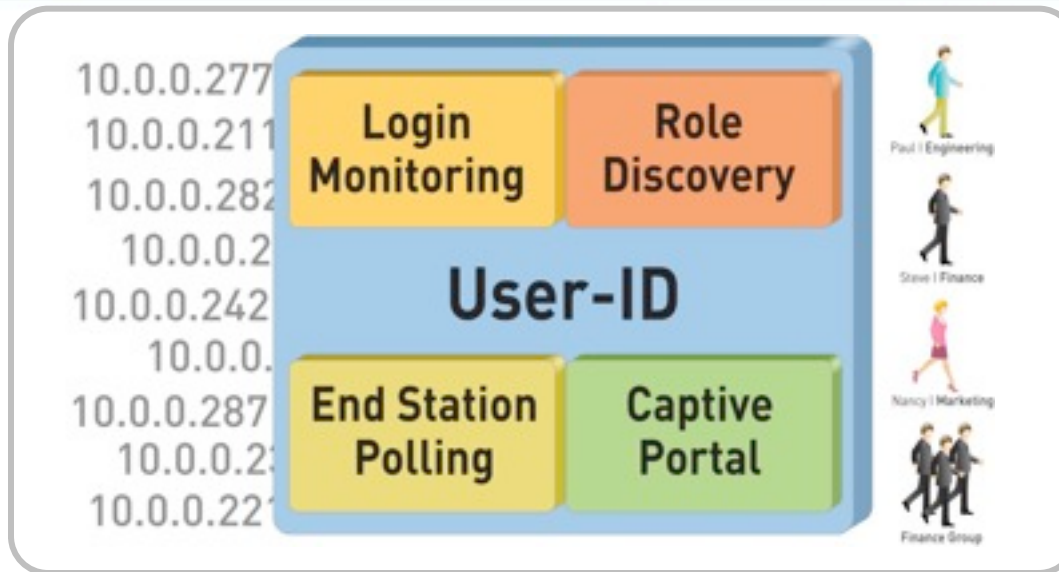 10.0.0.277
10.0.0.211
10.0.0.282
10.0.0.2
10.0.0.242
10.0.0.
10.0.0.287
10.0.0.23
10.0.0.221
Login
Monitoring
Role
Discovery
User-ID
End Station
Polling
Captive
Portal
Paul | Engineering
Steve | Finance
Nancy | Marketing
Finance Group